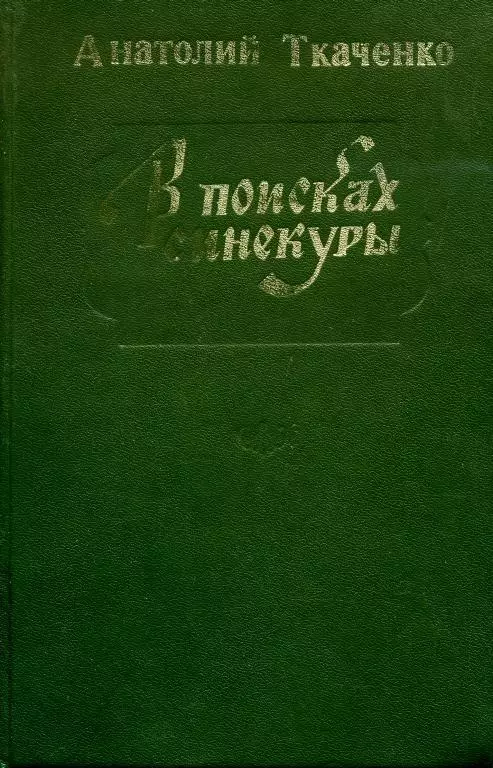 Анатолий Ткаченко
В поисках
синекуры